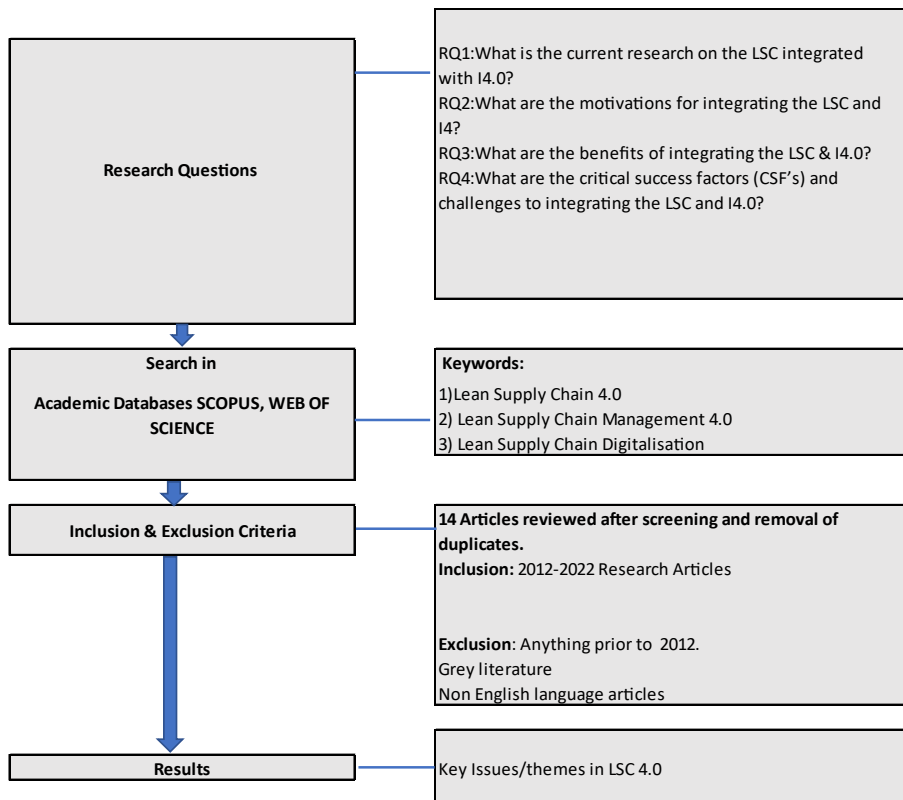 Research Questions
RQ1:What is the current research on the LSC integrated
with I4.0?
RQ2:What are the motivations for integrating the LSC and
I4?
RQ3:What are the benefits of integrating the LSC & I4.0?
RQ4:What are the critical success factors (CSF's) and
challenges to integrating the LSC and I4.0?
Search in
Academic Databases SCOPUS, WEB OF
SCIENCE
Keywords:
1)Lean Supply Chain 4.0
2) Lean Supply Chain Management 4.0
3) Lean Supply Chain Digitalisation
Inclusion & Exclusion Criteria
14 Articles reviewed after screening and removal of
duplicates.
Inclusion: 2012-2022 Research Articles
Exclusion: Anything prior to 2012.
Grey literature
Non English language articles
Results
Key Issues/themes in LSC 4.0